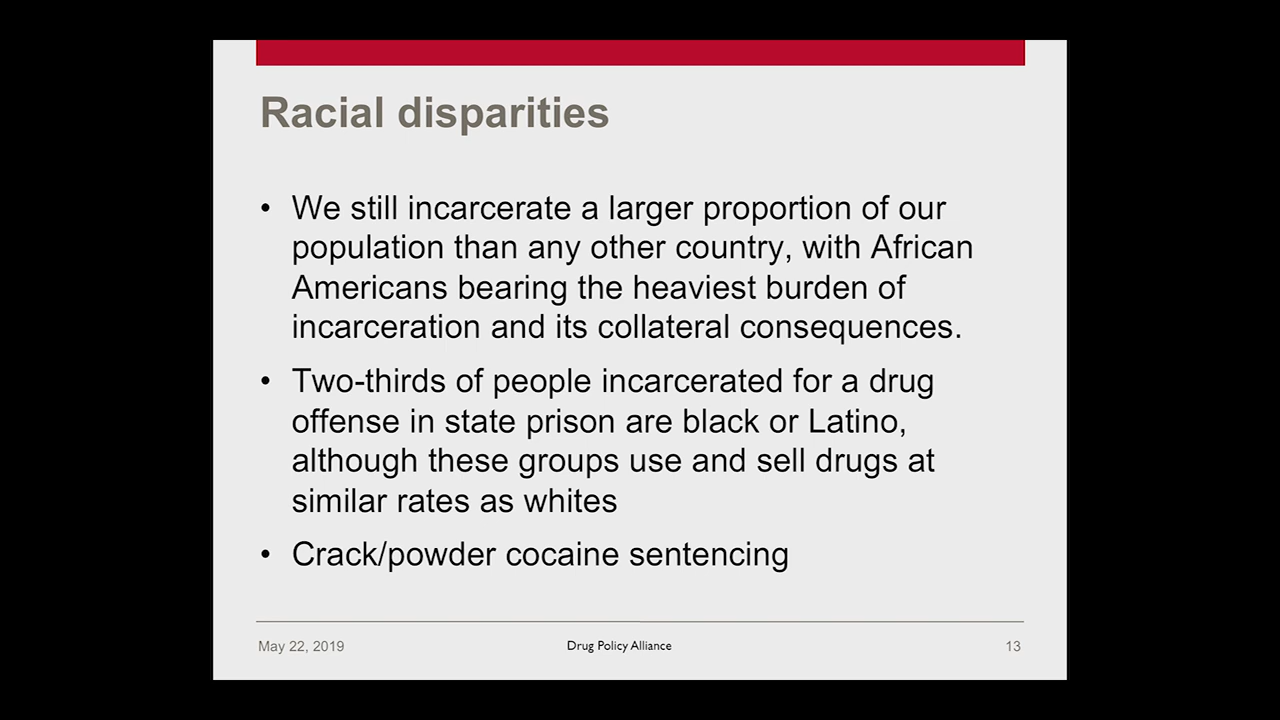 Racial disparities
• We still incarcerate a larger proportion of our
population than any other country, with African
Americans bearing the heaviest burden of
incarceration and its collateral consequences.
• Two-thirds of people incarcerated for a drug
offense in state prison are black or Latino,
although these groups use and sell drugs at
similar rates as whites
• Crack/powder cocaine sentencing
May 22, 2019 Drug Policy Alliance 13